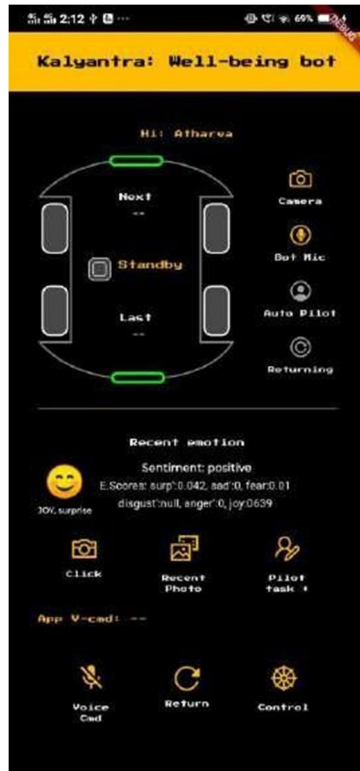 2:12
69%
DEBUG
Kalyantra: Well-being bot
Hi: Atharva
Next
--
Camera
Standby
Bot Mic
Last
--
Auto Pilot
Returning
Recent emotion
Sentiment: positive
E.Scores: surp':0.042, sad':0, fear:0.01
disgust':null, anger':0, joy:0639
JOY, surprise
Click
Recent
Photo
Pilot
task +
App V-cmd: --
Voice
Cmd
Return
Control